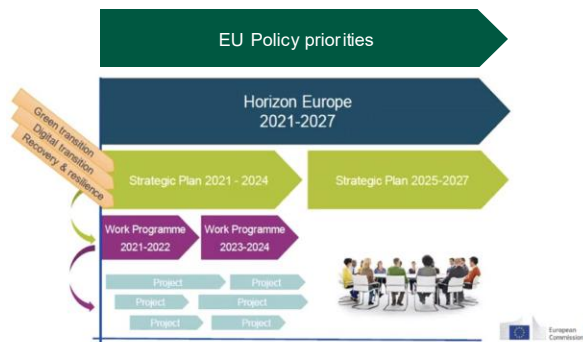 EU Policy priorities
Horizon Europe
2021-2027
Green transition
Digital transition
Recovery & resilience
Strategic Plan 2021 - 2024
Strategic Plan 2025-2027
Work Programme
2021-2022
Work Programme
2023-2024
Project
Project
Project
Project
Project
Project
European
Commission